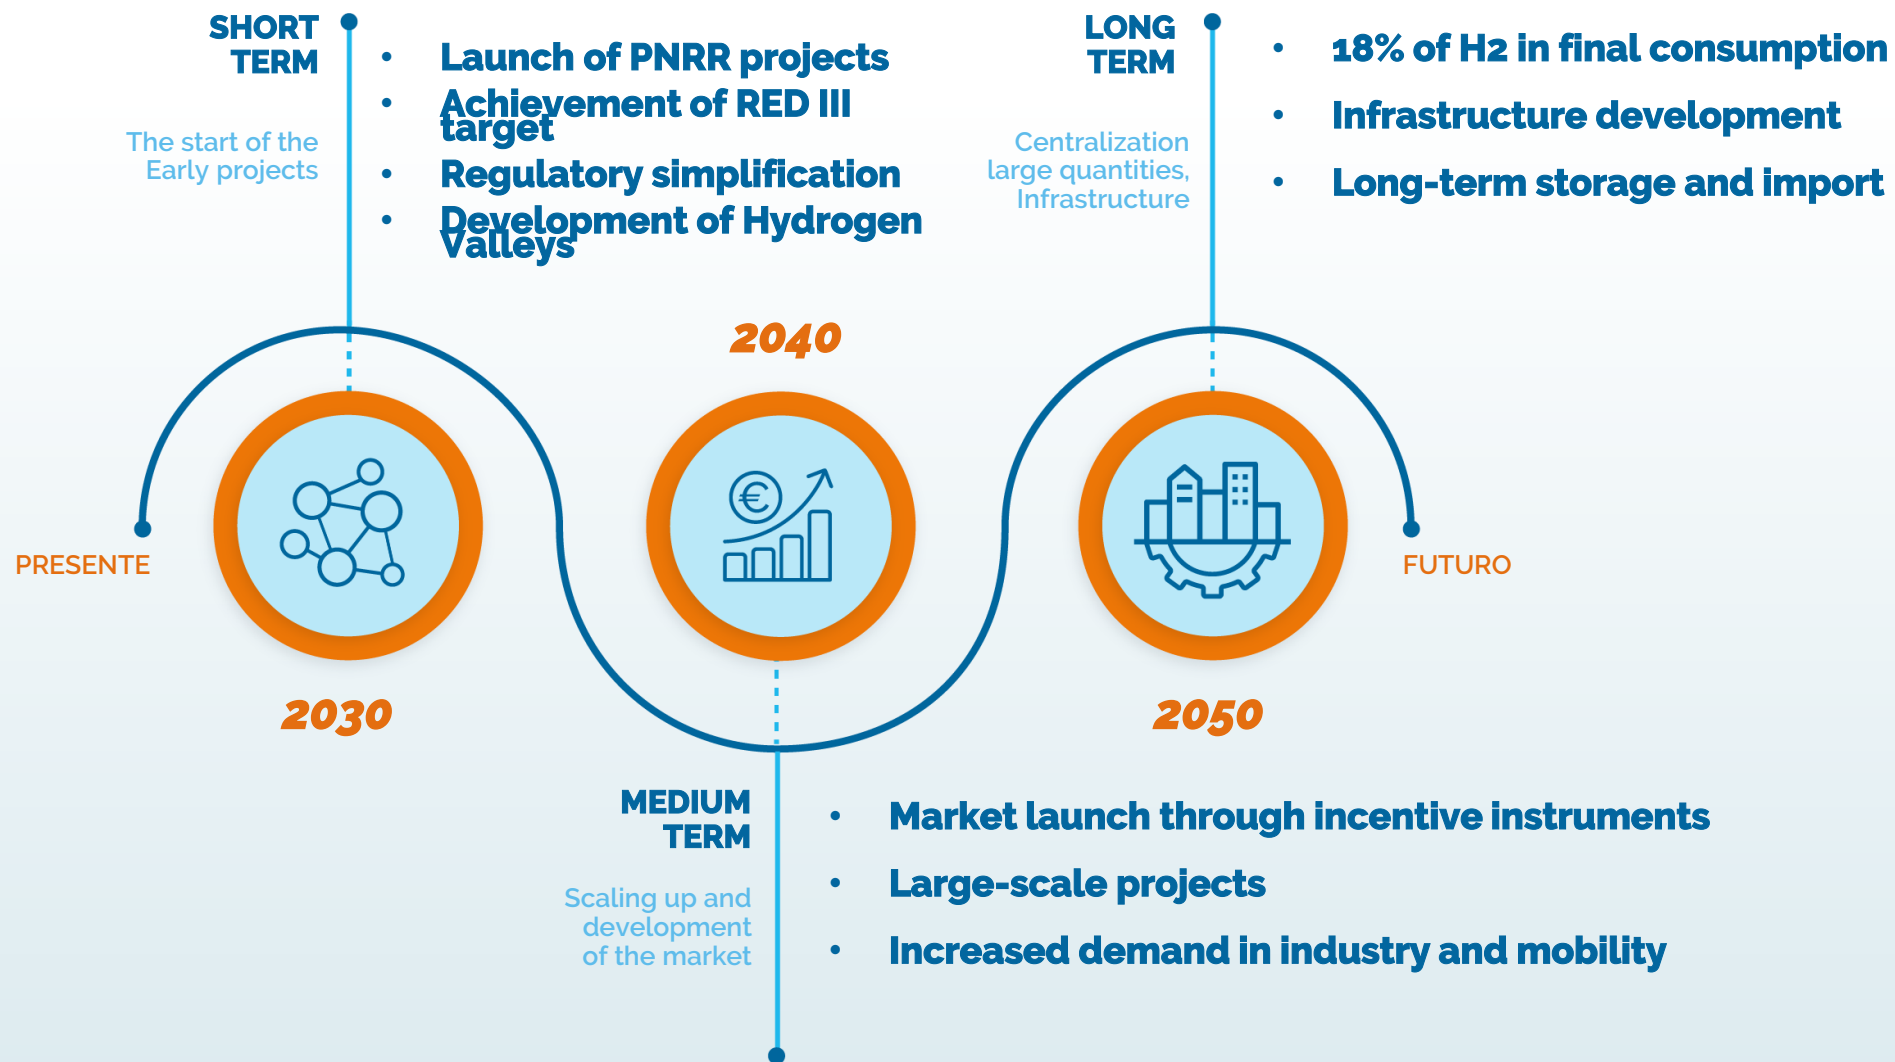 SHORT
TERM
The start of the
Early projects
• Launch of PNRR projects
• Achievement of RED III
target
• Regulatory simplification
• Development of Hydrogen
Valleys
LONG
TERM
Centralization
large quantities,
Infrastructure
• 18% of H2 in final consumption
• Infrastructure development
• Long-term storage and import
2040
€
PRESENTE
FUTURO
2030
2050
MEDIUM
TERM
Scaling up and
development
of the market
• Market launch through incentive instruments
• Large-scale projects
• Increased demand in industry and mobility